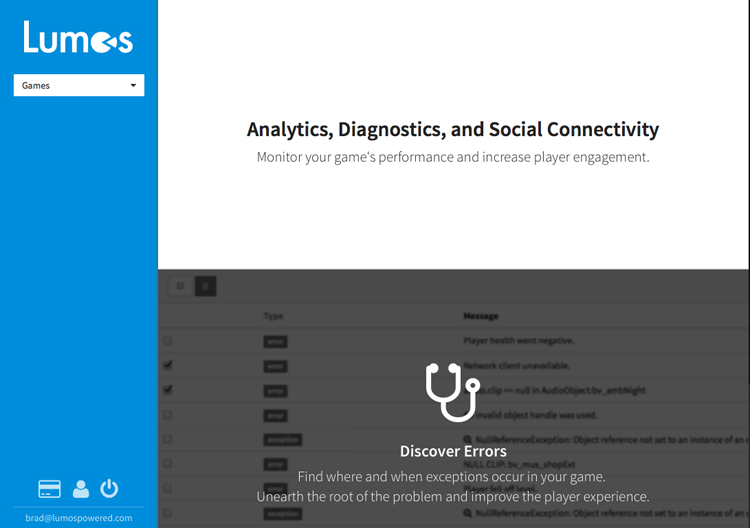 Lumos
Games
Analytics, Diagnostics, and Social Connectivity
Monitor your game's performance and increase player engagement.
Type Message
error Player health went negative.
error Network client unavailable.
error clip == null in AudioObject:bv_ambNight
error invalid object handle was used.
exception NullReferenceException: Object reference not set to an instance of an o
error NULL CLIP: bv_mus_shopExt
error Player fell off level.
exception NullReferenceException: Object reference not set to an instance of an o
Discover Errors
Find where and when exceptions occur in your game.
Unearth the root of the problem and improve the player experience.
brad@lumospowered.com